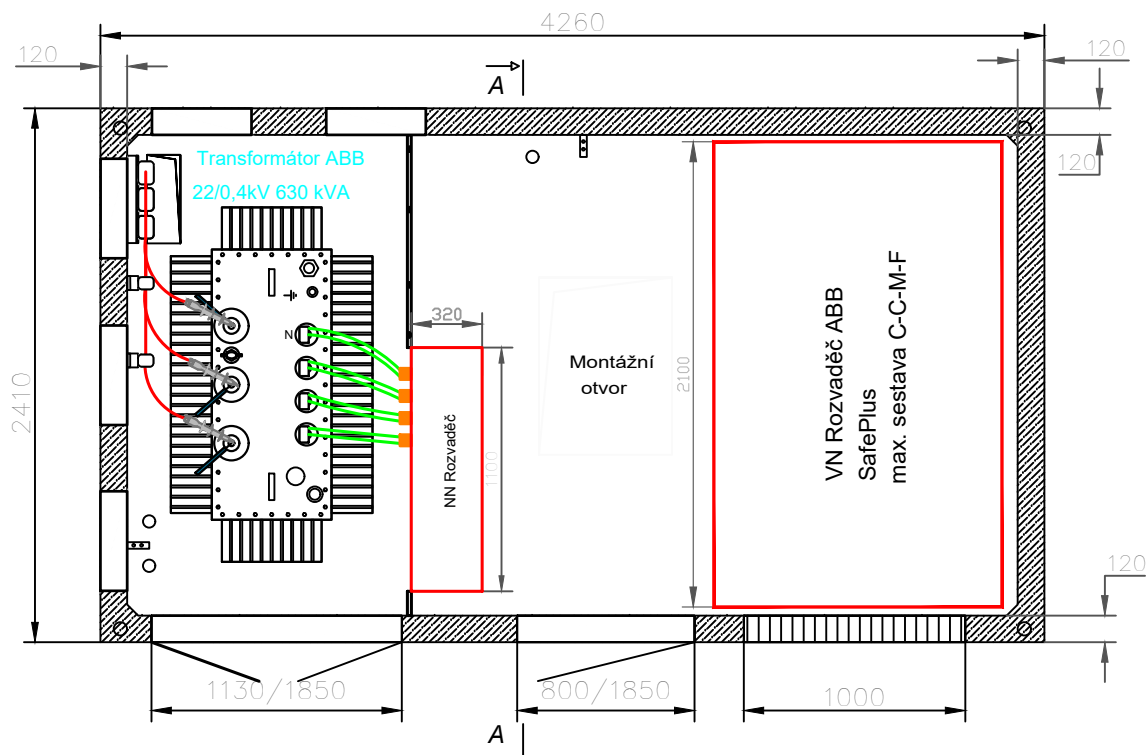 4260
120
120
A
Transformátor ABB
22/0,4kV 630 kVA
120
2410
N
320
Montážní
otvor
2100
VN Rozvaděč ABB
SafePlus
max. sestava C-C-M-F
NN Rozvaděč
1100
120
1130/1850
800/1850
1000
A